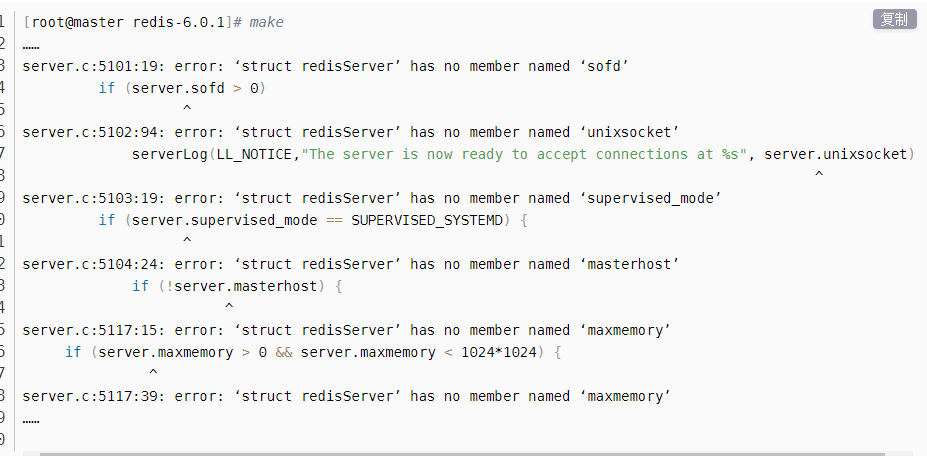 复制
1 [root@master redis-6.0.1]# make
2 ……
3 server.c:5101:19: error: ‘struct redisServer’ has no member named ‘sofd’
4 if (server.sofd > 0)
5 ^
6 server.c:5102:94: error: ‘struct redisServer’ has no member named ‘unixsocket’
7 serverLog(LL_NOTICE,"The server is now ready to accept connections at %s", server.unixsocket)
8 ^
9 server.c:5103:19: error: ‘struct redisServer’ has no member named ‘supervised_mode’
0 if (server.supervised_mode == SUPERVISED_SYSTEMD) {
1 ^
2 server.c:5104:24: error: ‘struct redisServer’ has no member named ‘masterhost’
3 if (!server.masterhost) {
4 ^
5 server.c:5117:15: error: ‘struct redisServer’ has no member named ‘maxmemory’
6 if (server.maxmemory > 0 && server.maxmemory < 1024*1024) {
7 ^
8 server.c:5117:39: error: ‘struct redisServer’ has no member named ‘maxmemory’
9 ……
0